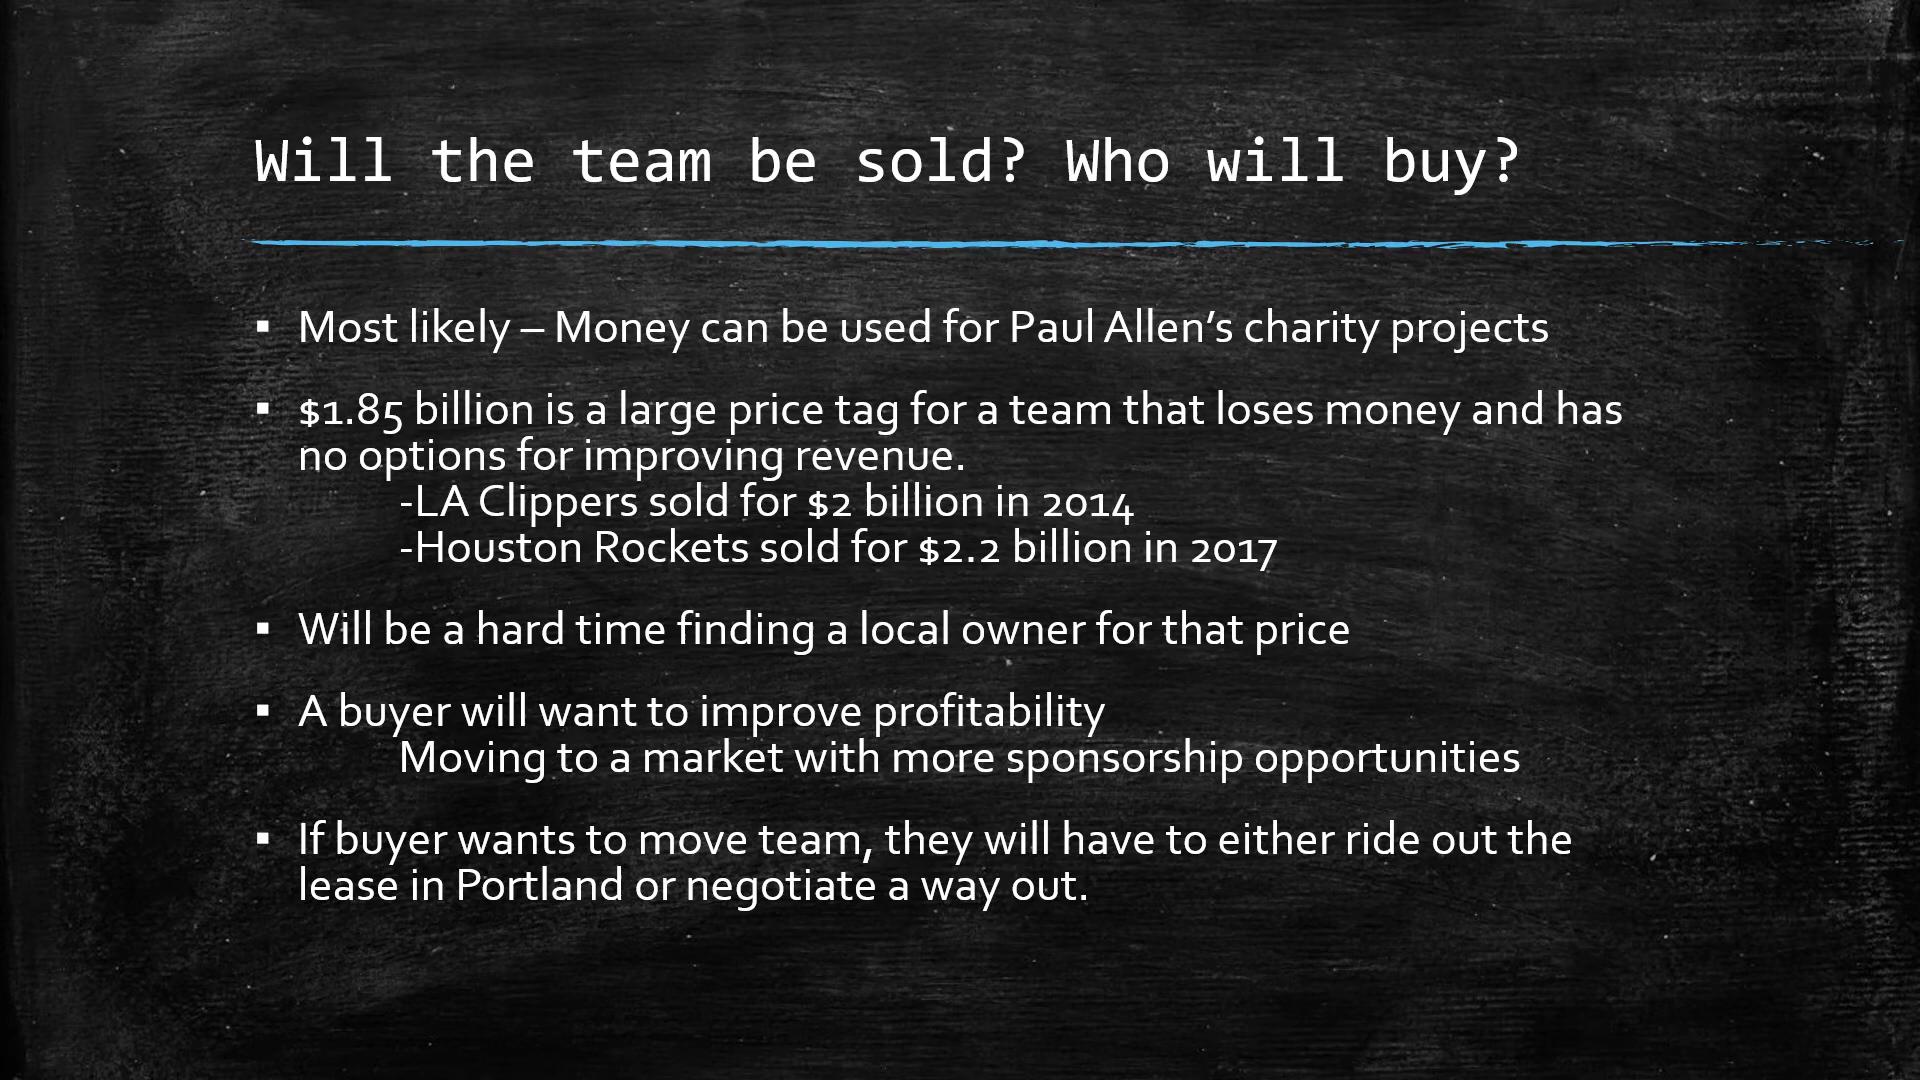 Will the team be sold? Who will buy?
▪ Most likely – Money can be used for Paul Allen’s charity projects
▪ $1.85 billion is a large price tag for a team that loses money and has
no options for improving revenue.
-LA Clippers sold for $2 billion in 2014
-Houston Rockets sold for $2.2 billion in 2017
▪ Will be a hard time finding a local owner for that price
▪ A buyer will want to improve profitability
Moving to a market with more sponsorship opportunities
▪ If buyer wants to move team, they will have to either ride out the
lease in Portland or negotiate a way out.